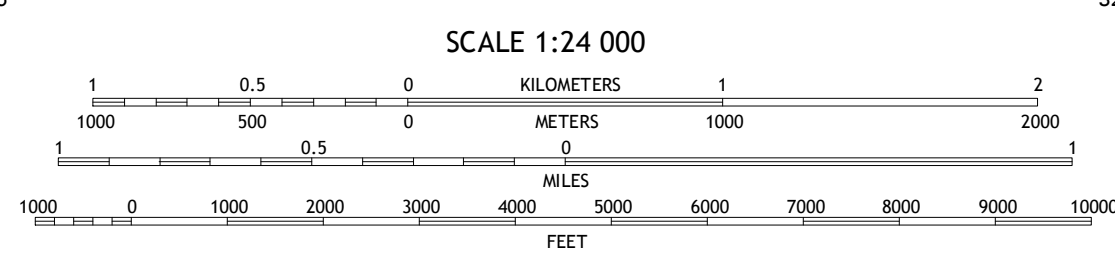 SCALE 1:24 000
1 0.5 0 KILOMETERS 1 2
1000 500 0 METERS 1000 2000
1 0.5 0 1
MILES
1000 0 1000 2000 3000 4000 5000 6000 7000 8000 9000 10000
FEET